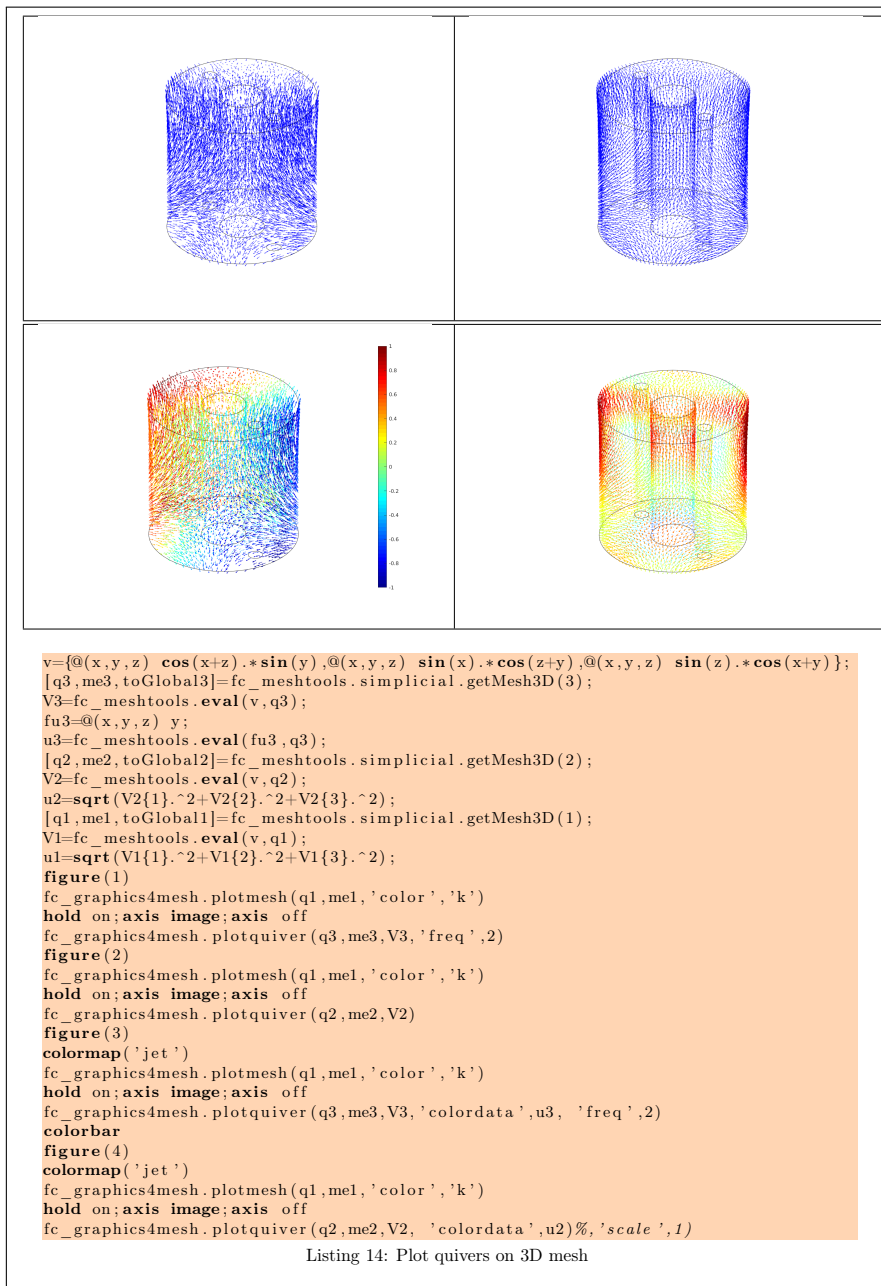 1
0.8
0.6
0.4
0.2
0
-0.2
-0.4
-0.6
-0.8
-1
v={@(x,y,z) cos(x+z).*sin(y),@(x,y,z) sin(x).*cos(z+y),@(x,y,z) sin(z).*cos(x+y)};
[q3,me3,toGlobal3]=fc_meshtools.simplicial.getMesh3D(3);
V3=fc_meshtools.eval(v,q3);
fu3=@(x,y,z) y;
u3=fc_meshtools.eval(fu3,q3);
[q2,me2,toGlobal2]=fc_meshtools.simplicial.getMesh3D(2);
V2=fc_meshtools.eval(v,q2);
u2=sqrt(V2{1}.^2+V2{2}.^2+V2{3}.^2);
[q1,me1,toGlobal1]=fc_meshtools.simplicial.getMesh3D(1);
V1=fc_meshtools.eval(v,q1);
u1=sqrt(V1{1}.^2+V1{2}.^2+V1{3}.^2);
figure(1)
fc_graphics4mesh.plotmesh(q1,me1,'color','k')
hold on;axis image;axis off
fc_graphics4mesh.plotquiver(q3,me3,V3,'freq',2)
figure(2)
fc_graphics4mesh.plotmesh(q1,me1,'color','k')
hold on;axis image;axis off
fc_graphics4mesh.plotquiver(q2,me2,V2)
figure(3)
colormap('jet')
fc_graphics4mesh.plotmesh(q1,me1,'color','k')
hold on;axis image;axis off
fc_graphics4mesh.plotquiver(q3,me3,V3,'colordata',u3, 'freq',2)
colorbar
figure(4)
colormap('jet')
fc_graphics4mesh.plotmesh(q1,me1,'color','k')
hold on;axis image;axis off
fc_graphics4mesh.plotquiver(q2,me2,V2, 'colordata',u2)%,'scale',1)
Listing 14: Plot quivers on 3D mesh